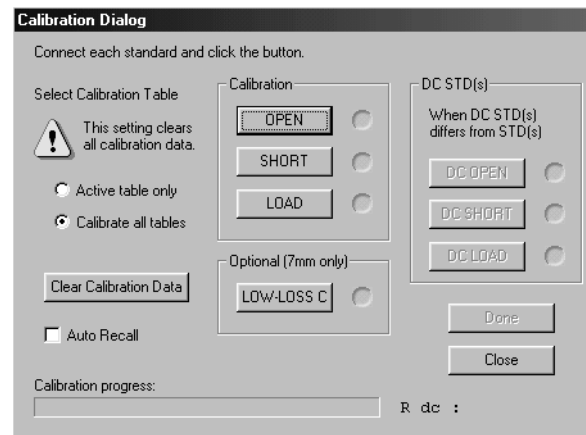 Calibration Dialog
Connect each standard and click the button.
Select Calibration Table
This setting clears
all calibration data.
Active table only
Calibrate all tables
Clear Calibration Data
Auto Recall
Calibration
OPEN
SHORT
LOAD
Optional (7mm only)
LOW-LOSS C
DC STD(s)
When DC STD(s)
differs from STD(s)
DC OPEN
DC SHORT
DC LOAD
Done
Close
Calibration progress:
R dc :